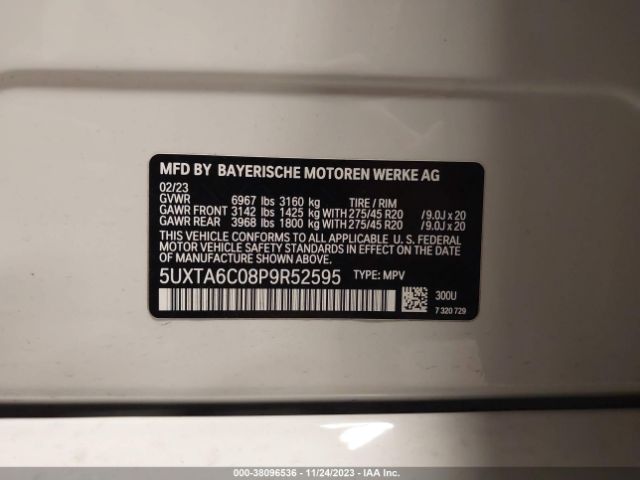 MFD BY BAYERISCHE MOTOREN WERKE AG
02/23
GVWR 6967 lbs 3160 kg TIRE / RIM
GAWR FRONT 3142 lbs 1425 kg WITH 275/45 R20 / 9.0J x 20
GAWR REAR 3968 lbs 1800 kg WITH 275/45 R20 / 9.0J x 20
THIS VEHICLE CONFORMS TO ALL APPLICABLE U. S. FEDERAL
MOTOR VEHICLE SAFETY STANDARDS IN EFFECT ON
THE DATE OF MANUFACTURE SHOWN ABOVE.
5UXTA6C08P9R52595 TYPE: MPV
300U
7 320 729
000-38096536 - 11/24/2023 - IAA Inc.